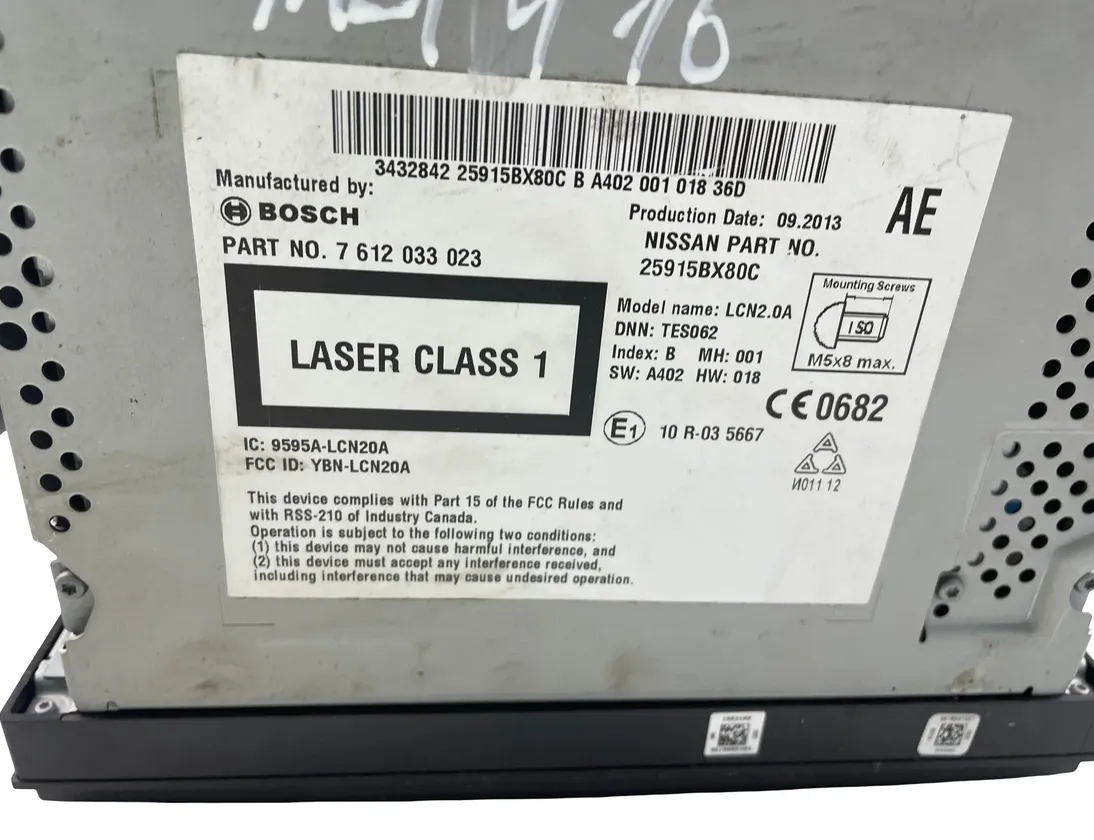 3432842 25915BX80C B A402 001 018 36D
Manufactured by:
BOSCH
PART NO. 7 612 033 023
Production Date: 09.2013
AE
NISSAN PART NO.
25915BX80C
LASER CLASS 1
Model name: LCN2.0A
DNN: TES062
Index: B MH: 001
SW: A402 HW: 018
Mounting Screws
ISO
M5x8 max.
CE0682
E1 10 R-03 5667
И011 12
IC: 9595A-LCN20A
FCC ID: YBN-LCN20A
This device complies with Part 15 of the FCC Rules and
with RSS-210 of Industry Canada.
Operation is subject to the following two conditions:
(1) this device may not cause harmful interference, and
(2) this device must accept any interference received,
including interference that may cause undesired operation.